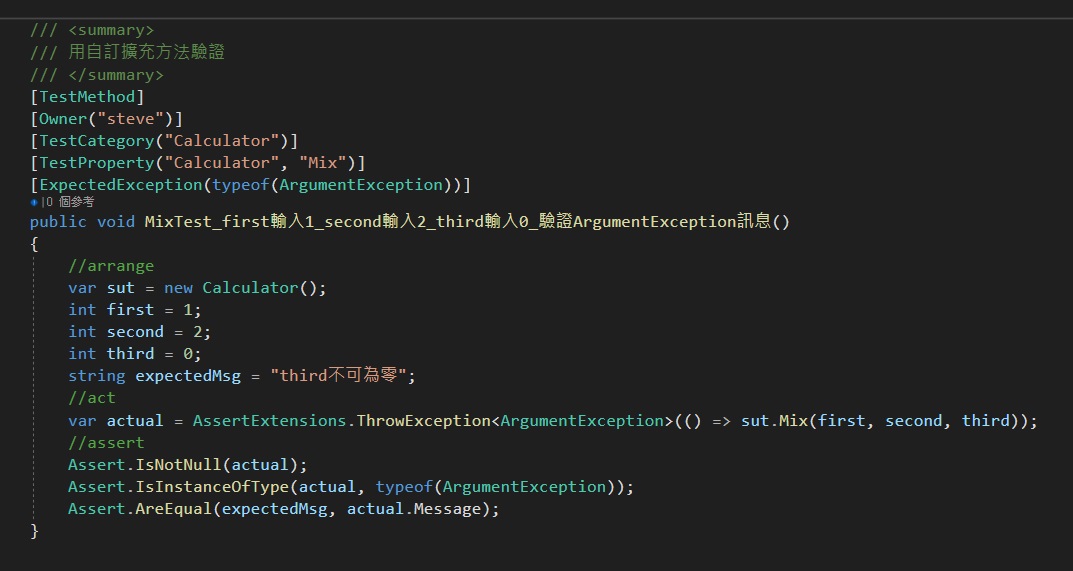 /// <summary>
/// 用自訂擴充方法驗證
/// </summary>
[TestMethod]
[Owner("steve")]
[TestCategory("Calculator")]
[TestProperty("Calculator", "Mix")]
[ExpectedException(typeof(ArgumentException))]
|0 個參考
public void MixTest_first輸入1_second輸入2_third輸入0_驗證ArgumentException訊息()
{
//arrange
var sut = new Calculator();
int first = 1;
int second = 2;
int third = 0;
string expectedMsg = "third不可為零";
//act
var actual = AssertExtensions.ThrowException<ArgumentException>(() => sut.Mix(first, second, third));
//assert
Assert.IsNotNull(actual);
Assert.IsInstanceOfType(actual, typeof(ArgumentException));
Assert.AreEqual(expectedMsg, actual.Message);
}